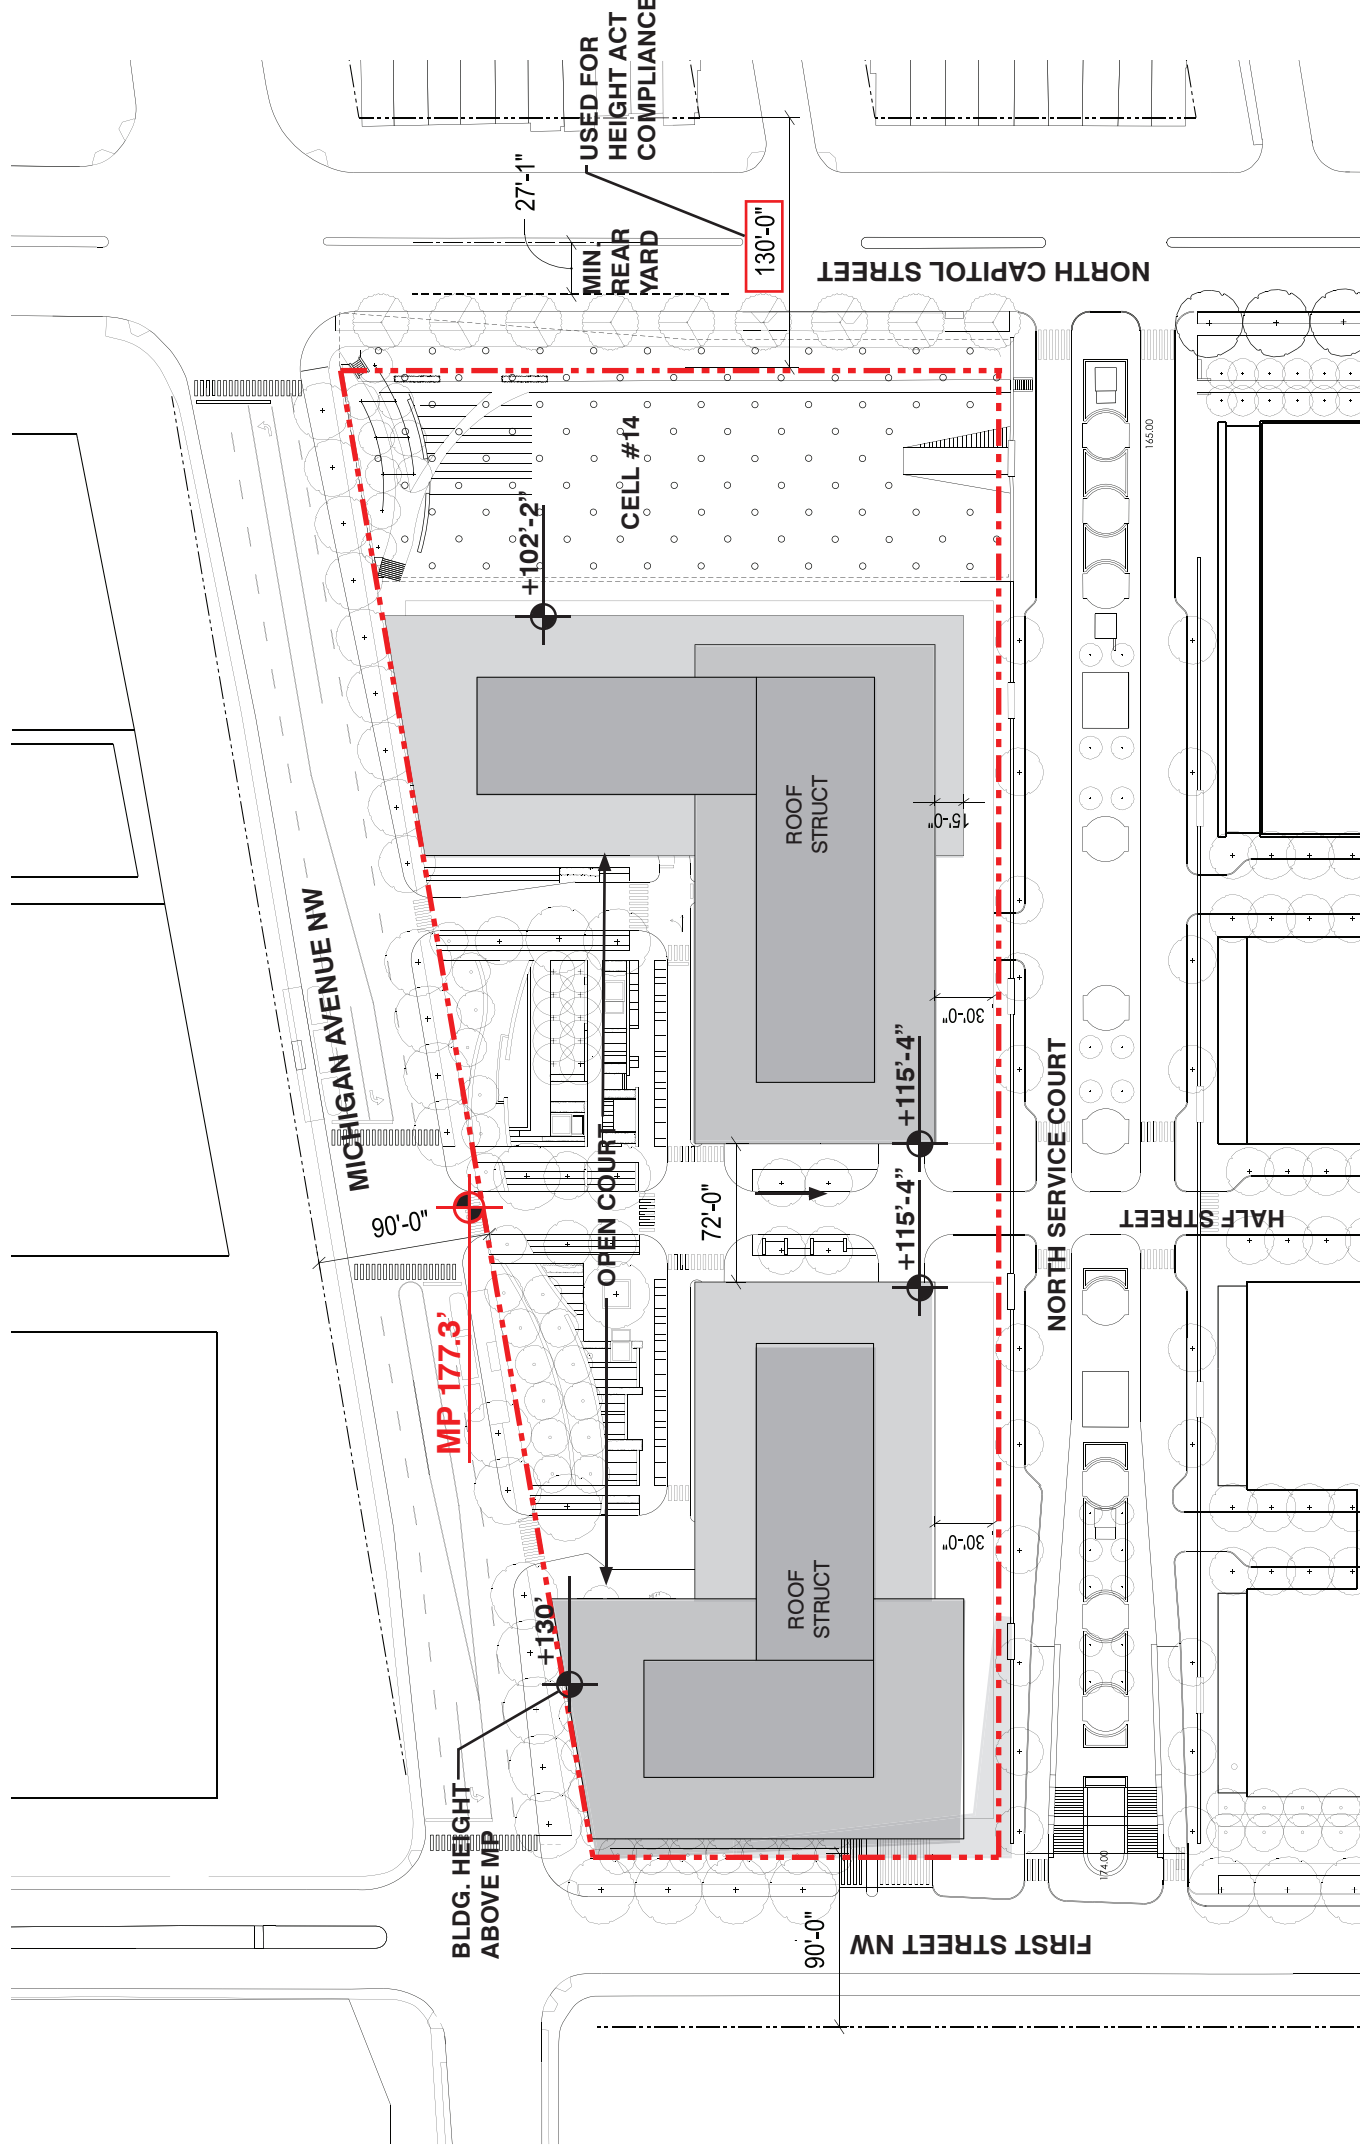 USED FOR
HEIGHT ACT
COMPLIANCE
27'-1"
MIN.
REAR
YARD
130'-0"
NORTH CAPITOL STREET
CELL #14
+102'-2”
165.00
ROOF
STRUCT
15'-0"
MICHIGAN AVENUE NW
30'-0"
+115'-4”
OPEN COURT
90'-0"
72'-0"
+115'-4”
NORTH SERVICE COURT
HALF STREET
MP 177.3’
30'-0"
ROOF
STRUCT
+130’
BLDG. HEIGHT
ABOVE MP
174.00
90'-0"
FIRST STREET NW